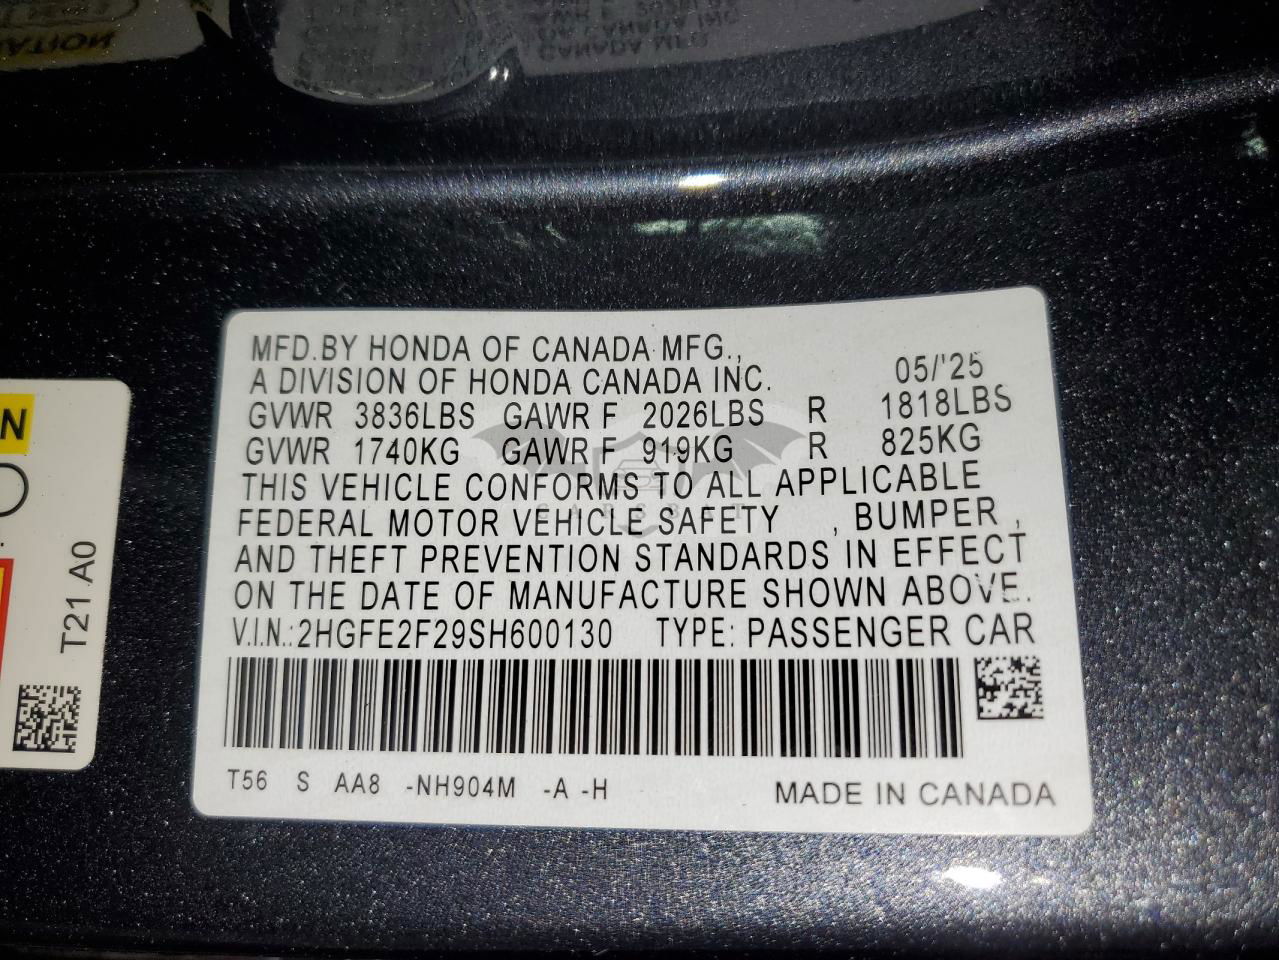 MFD.BY HONDA OF CANADA MFG.,
A DIVISION OF HONDA CANADA INC. 05/'25
GVWR 3836LBS GAWR F 2026LBS R 1818LBS
GVWR 1740KG GAWR F 919KG R 825KG
THIS VEHICLE CONFORMS TO ALL APPLICABLE
FEDERAL MOTOR VEHICLE SAFETY , BUMPER ,
AND THEFT PREVENTION STANDARDS IN EFFECT
ON THE DATE OF MANUFACTURE SHOWN ABOVE.
V.I.N.:2HGFE2F29SH600130 TYPE: PASSENGER CAR
T56 S AA8 -NH904M -A -H MADE IN CANADA
CARSBAT
N
T21 A0